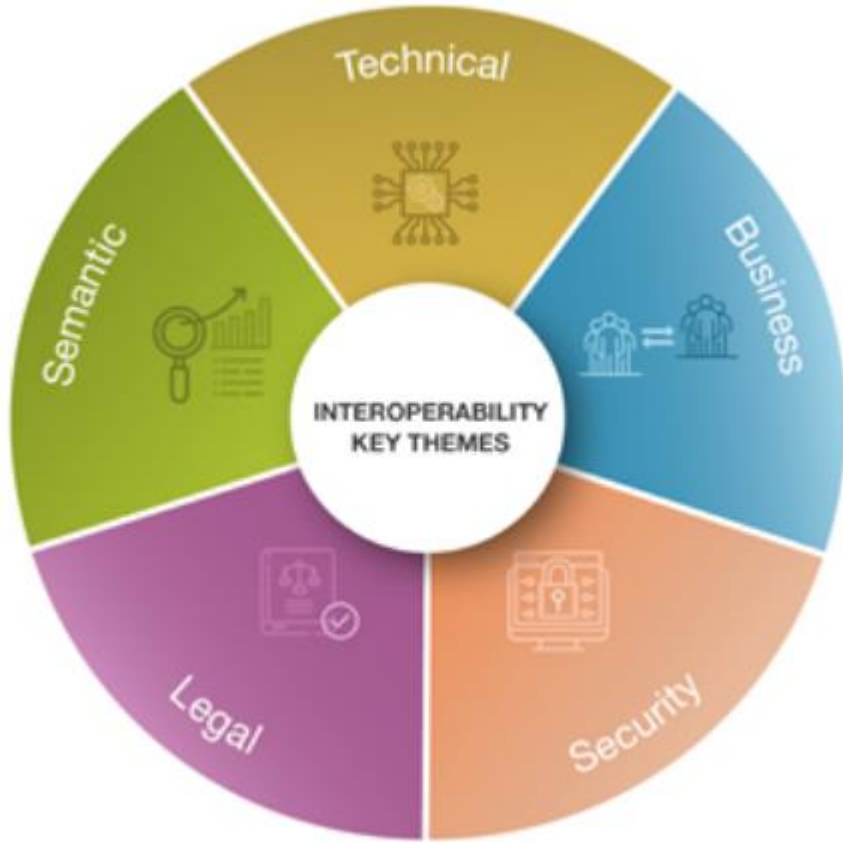 Technical
Business
Semantic
INTEROPERABILITY
KEY THEMES
Legal
Security